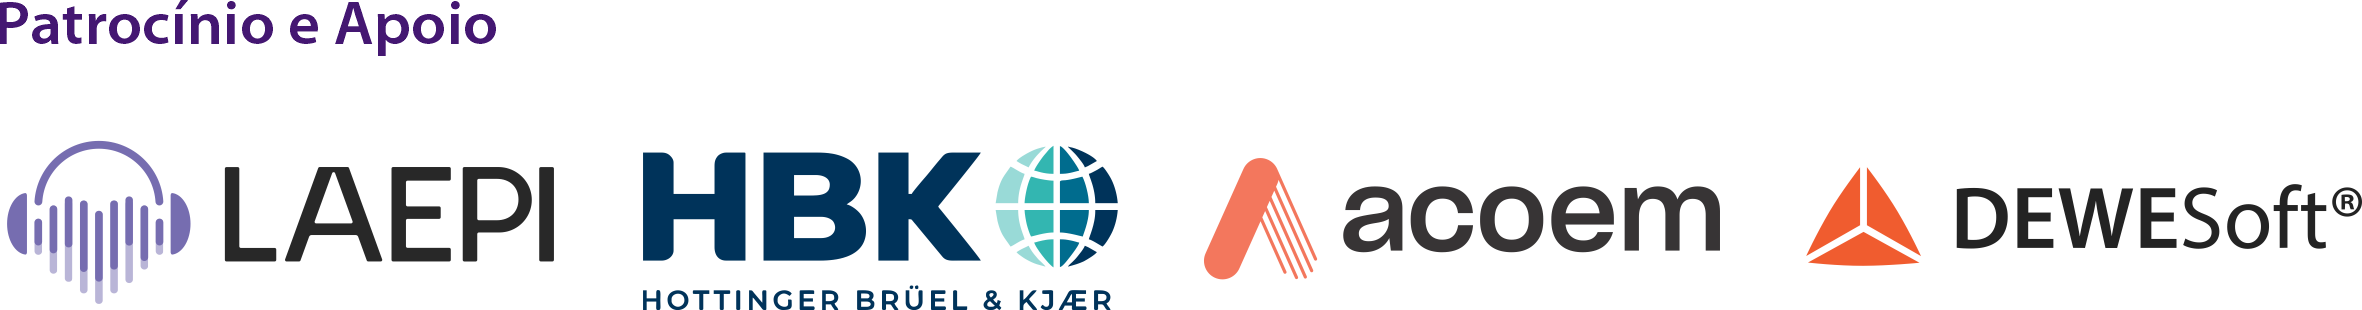 Patrocínio e Apoio
LAEPI
HBK
HOTTINGER BRÜEL & KJÆR
acoem
DEWESoft®